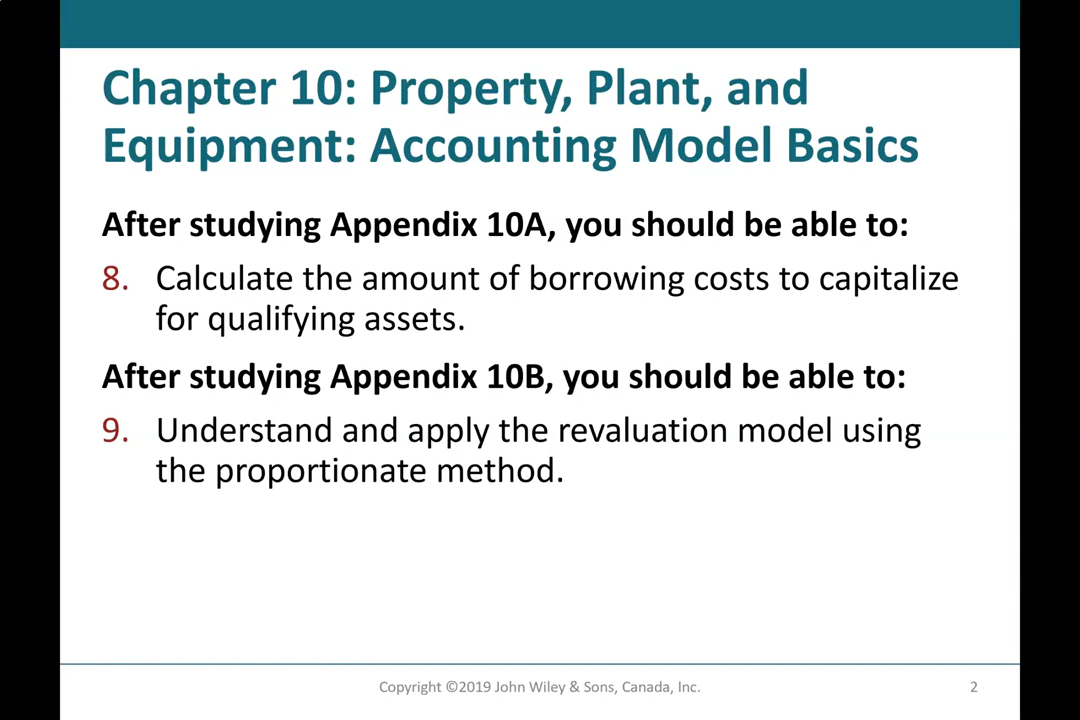 Chapter 10: Property, Plant, and
Equipment: Accounting Model Basics
After studying Appendix 10A, you should be able to:
8. Calculate the amount of borrowing costs to capitalize
for qualifying assets.
After studying Appendix 10B, you should be able to:
9. Understand and apply the revaluation model using
the proportionate method.
Copyright ©2019 John Wiley & Sons, Canada, Inc.
2